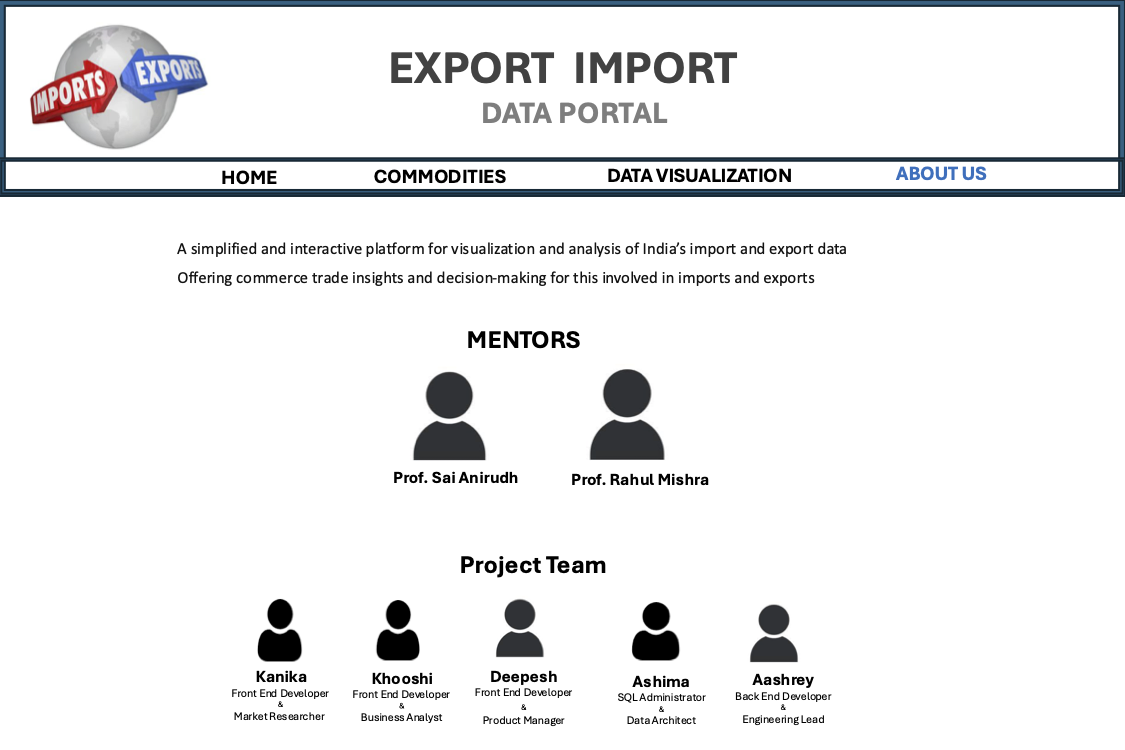 IMPORTS
EXPORTS
EXPORT IMPORT
DATA PORTAL
HOME COMMODITIES DATA VISUALIZATION ABOUT US
A simplified and interactive platform for visualization and analysis of India’s import and export data
Offering commerce trade insights and decision-making for this involved in imports and exports
MENTORS
Prof. Sai Anirudh Prof. Rahul Mishra
Project Team
Kanika
Front End Developer
&
Market Researcher
Khooshi
Front End Developer
&
Business Analyst
Deepesh
Front End Developer
&
Product Manager
Ashima
SQL Administrator
&
Data Architect
Aashrey
Back End Developer
&
Engineering Lead